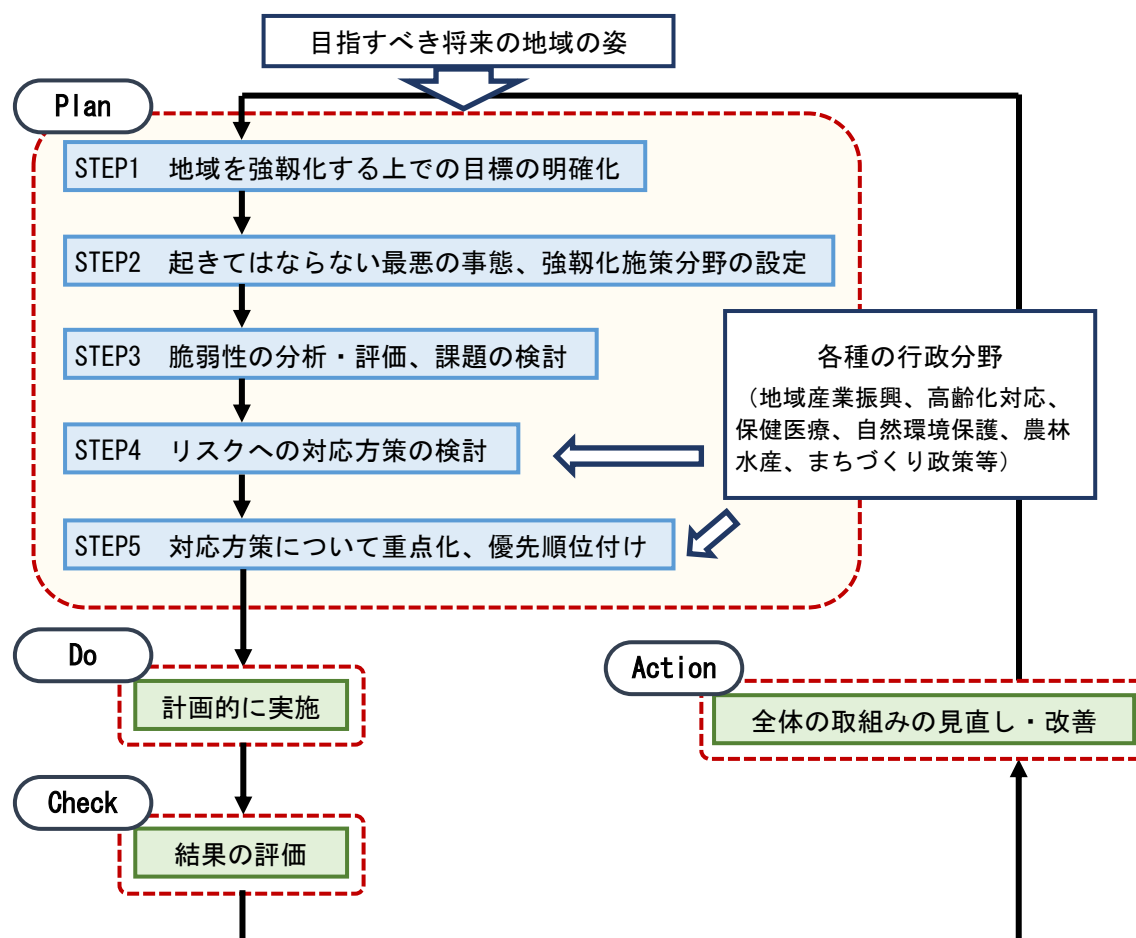 目指すべき将来の地域の姿
Plan
STEP1 地域を強靱化する上での目標の明確化
STEP2 起きてはならない最悪の事態、強靱化施策分野の設定
STEP3 脆弱性の分析・評価、課題の検討
STEP4 リスクへの対応方策の検討
STEP5 対応方策について重点化、優先順位付け
各種の行政分野
（地域産業振興、高齢化対応、
保健医療、自然環境保護、農林
水産、まちづくり政策等）
Do
計画的に実施
Check
結果の評価
Action
全体の取組みの見直し・改善